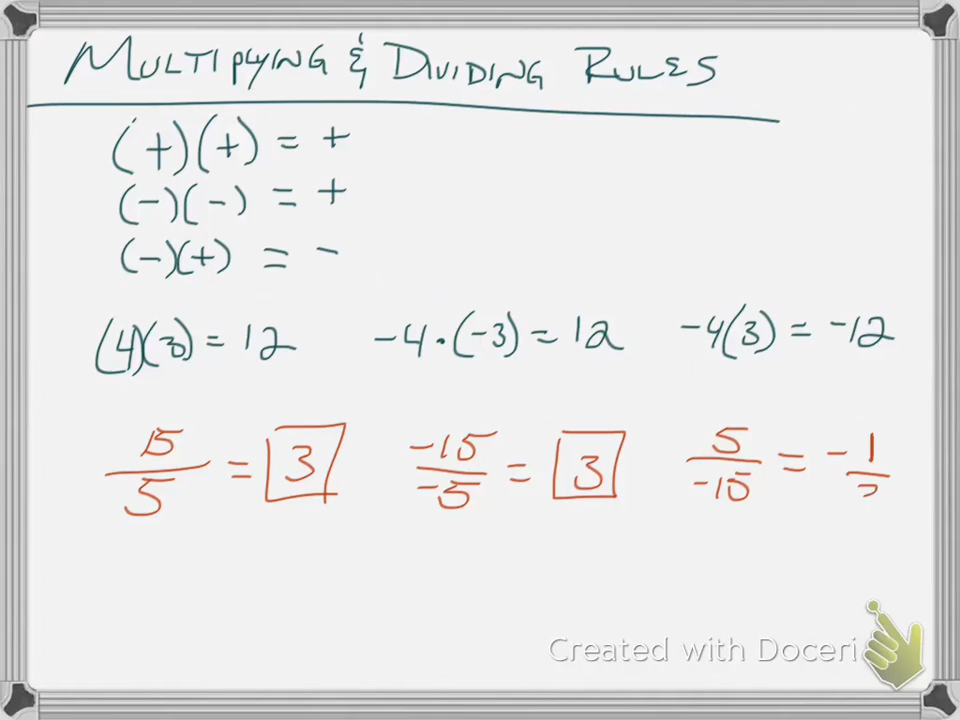 MULTIPLYING & DIVIDING RULES
(+)(+) = +
(-)(-) = +
(-)(+) = -
(4)(3) = 12 -4 · (-3) = 12 -4(3) = -12
15/5 = 3 -15/-5 = 3 5/-15 = -1/
Created with Doceri